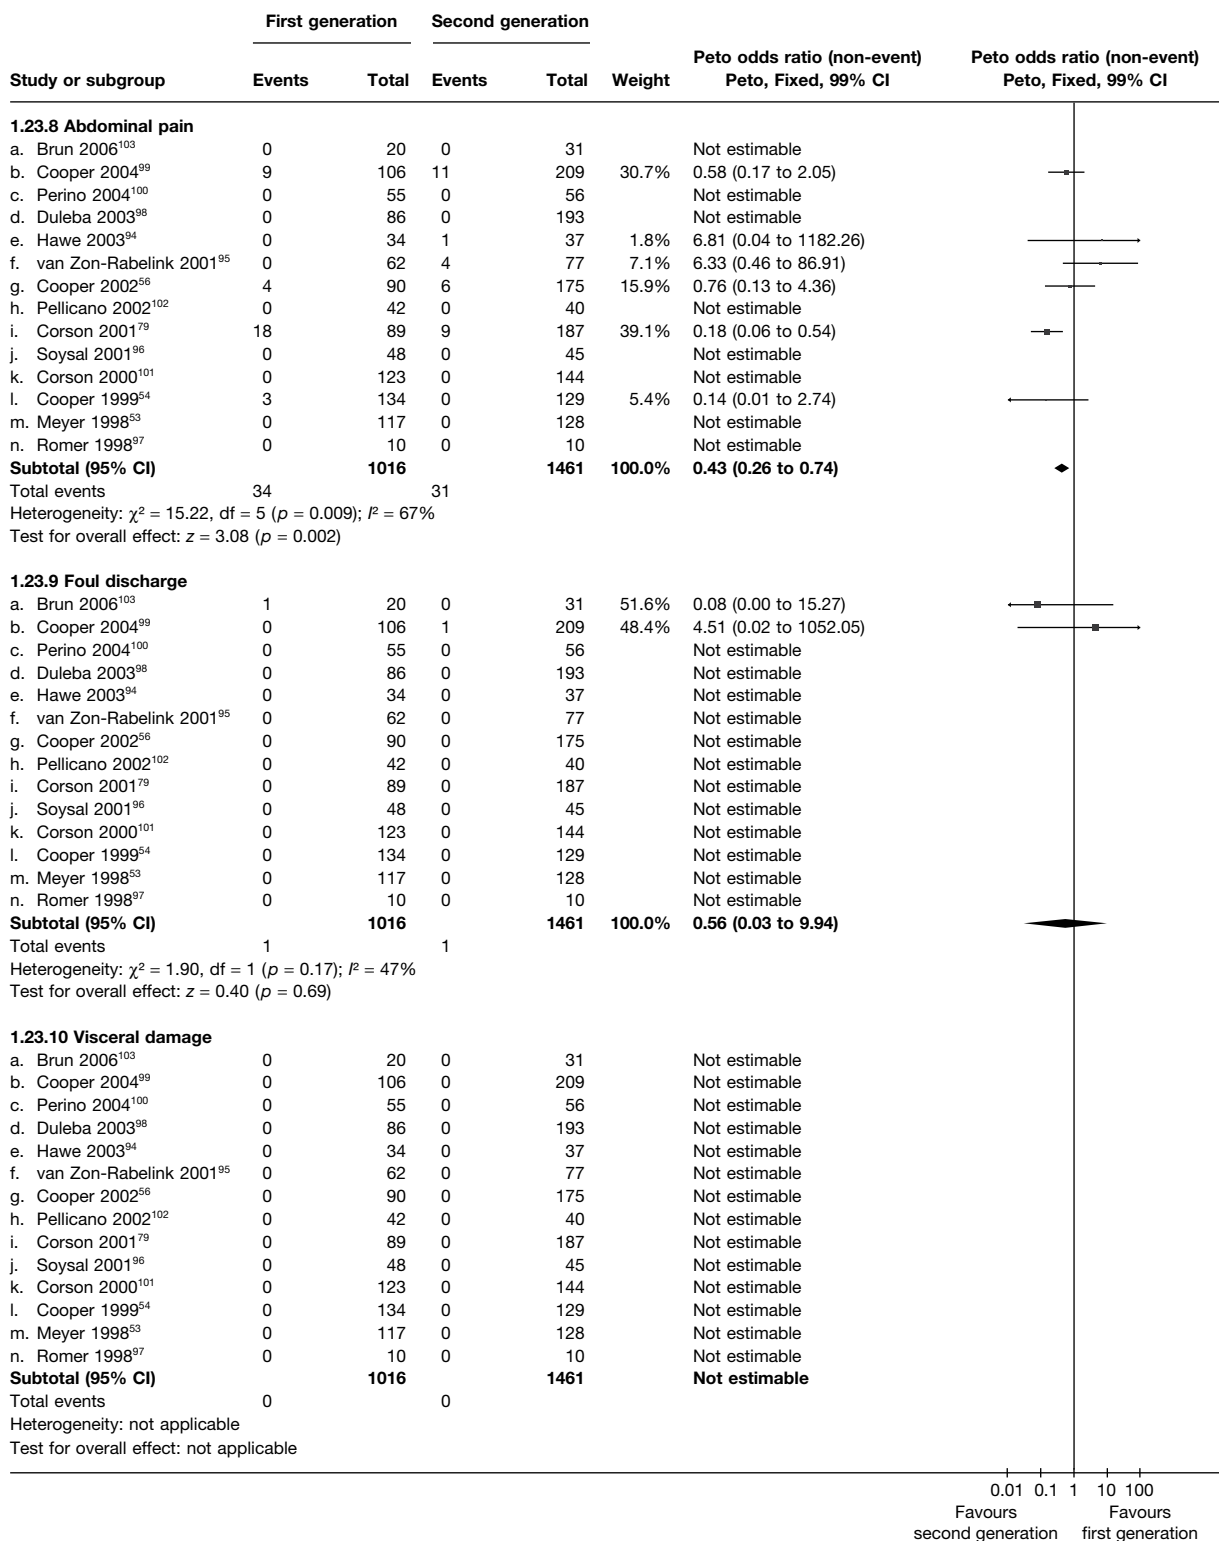 First generation Second generation
Peto odds ratio (non-event) Peto odds ratio (non-event)
Study or subgroup Events Total Events Total Weight Peto, Fixed, 99% CI Peto, Fixed, 99% CI
1.23.8 Abdominal pain
a. Brun 2006¹⁰³ 0 20 0 31 Not estimable
b. Cooper 2004⁹⁹ 9 106 11 209 30.7% 0.58 (0.17 to 2.05)
c. Perino 2004¹⁰⁰ 0 55 0 56 Not estimable
d. Duleba 2003⁹⁸ 0 86 0 193 Not estimable
e. Hawe 2003⁹⁴ 0 34 1 37 1.8% 6.81 (0.04 to 1182.26)
f. van Zon-Rabelink 2001⁹⁵ 0 62 4 77 7.1% 6.33 (0.46 to 86.91)
g. Cooper 2002⁵⁶ 4 90 6 175 15.9% 0.76 (0.13 to 4.36)
h. Pellicano 2002¹⁰² 0 42 0 40 Not estimable
i. Corson 2001⁷⁹ 18 89 9 187 39.1% 0.18 (0.06 to 0.54)
j. Soysal 2001⁹⁶ 0 48 0 45 Not estimable
k. Corson 2000¹⁰¹ 0 123 0 144 Not estimable
l. Cooper 1999⁵⁴ 3 134 0 129 5.4% 0.14 (0.01 to 2.74)
m. Meyer 1998⁵³ 0 117 0 128 Not estimable
n. Romer 1998⁹⁷ 0 10 0 10 Not estimable
Subtotal (95% CI) 1016 1461 100.0% 0.43 (0.26 to 0.74)
Total events 34 31
Heterogeneity: χ² = 15.22, df = 5 (p = 0.009); I² = 67%
Test for overall effect: z = 3.08 (p = 0.002)
1.23.9 Foul discharge
a. Brun 2006¹⁰³ 1 20 0 31 51.6% 0.08 (0.00 to 15.27)
b. Cooper 2004⁹⁹ 0 106 1 209 48.4% 4.51 (0.02 to 1052.05)
c. Perino 2004¹⁰⁰ 0 55 0 56 Not estimable
d. Duleba 2003⁹⁸ 0 86 0 193 Not estimable
e. Hawe 2003⁹⁴ 0 34 0 37 Not estimable
f. van Zon-Rabelink 2001⁹⁵ 0 62 0 77 Not estimable
g. Cooper 2002⁵⁶ 0 90 0 175 Not estimable
h. Pellicano 2002¹⁰² 0 42 0 40 Not estimable
i. Corson 2001⁷⁹ 0 89 0 187 Not estimable
j. Soysal 2001⁹⁶ 0 48 0 45 Not estimable
k. Corson 2000¹⁰¹ 0 123 0 144 Not estimable
l. Cooper 1999⁵⁴ 0 134 0 129 Not estimable
m. Meyer 1998⁵³ 0 117 0 128 Not estimable
n. Romer 1998⁹⁷ 0 10 0 10 Not estimable
Subtotal (95% CI) 1016 1461 100.0% 0.56 (0.03 to 9.94)
Total events 1 1
Heterogeneity: χ² = 1.90, df = 1 (p = 0.17); I² = 47%
Test for overall effect: z = 0.40 (p = 0.69)
1.23.10 Visceral damage
a. Brun 2006¹⁰³ 0 20 0 31 Not estimable
b. Cooper 2004⁹⁹ 0 106 0 209 Not estimable
c. Perino 2004¹⁰⁰ 0 55 0 56 Not estimable
d. Duleba 2003⁹⁸ 0 86 0 193 Not estimable
e. Hawe 2003⁹⁴ 0 34 0 37 Not estimable
f. van Zon-Rabelink 2001⁹⁵ 0 62 0 77 Not estimable
g. Cooper 2002⁵⁶ 0 90 0 175 Not estimable
h. Pellicano 2002¹⁰² 0 42 0 40 Not estimable
i. Corson 2001⁷⁹ 0 89 0 187 Not estimable
j. Soysal 2001⁹⁶ 0 48 0 45 Not estimable
k. Corson 2000¹⁰¹ 0 123 0 144 Not estimable
l. Cooper 1999⁵⁴ 0 134 0 129 Not estimable
m. Meyer 1998⁵³ 0 117 0 128 Not estimable
n. Romer 1998⁹⁷ 0 10 0 10 Not estimable
Subtotal (95% CI) 1016 1461 Not estimable
Total events 0 0
Heterogeneity: not applicable
Test for overall effect: not applicable
0.01 0.1 1 10 100
Favours Favours
second generation first generation